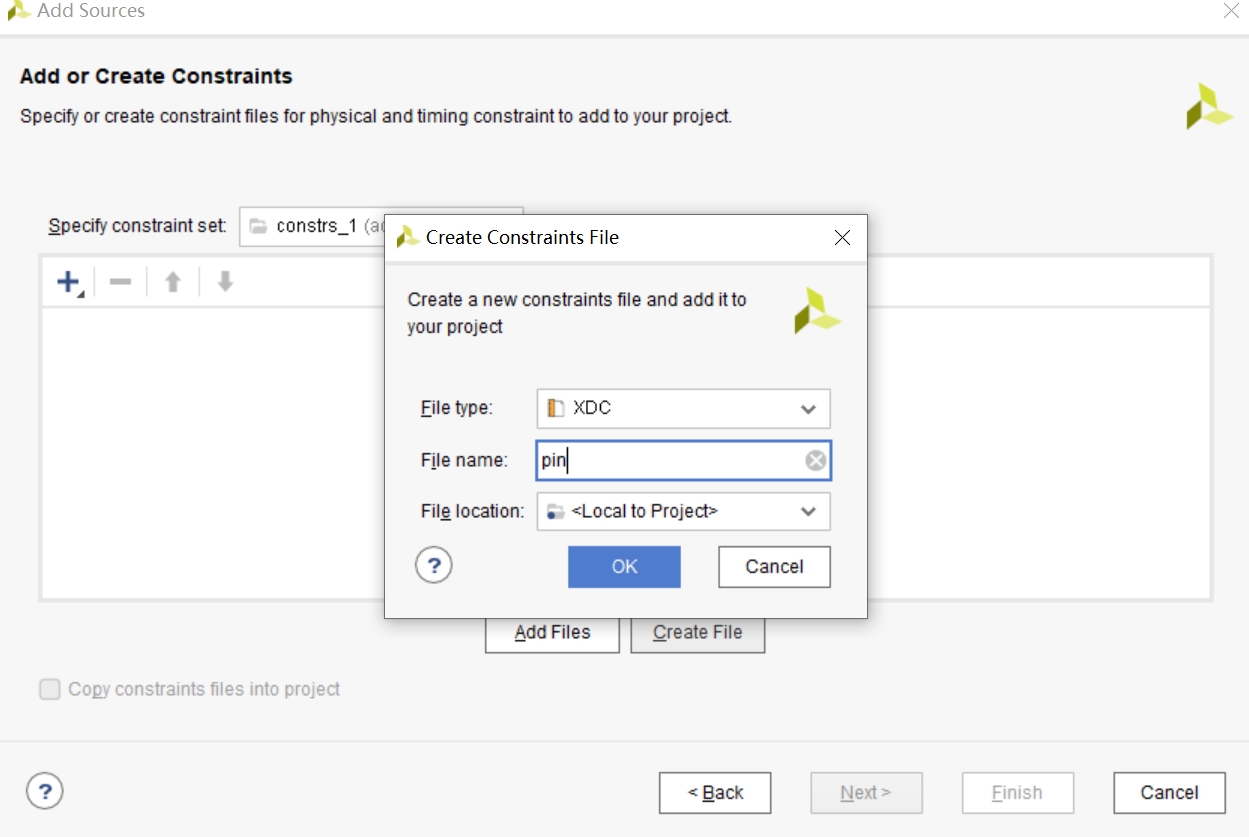 Add Sources
Add or Create Constraints
Specify or create constraint files for physical and timing constraint to add to your project.
Specify constraint set: constrs_1
Create Constraints File
Create a new constraints file and add it to
your project
File type: XDC
File name: pin
File location: <Local to Project>
? OK Cancel
Add Files Create File
Copy constraints files into project
? < Back Next > Finish Cancel